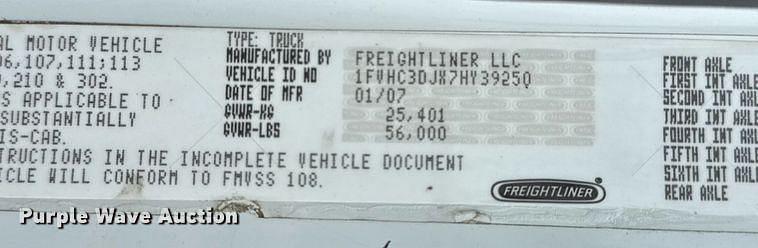 AL MOTOR VEHICLE
06,107,111;113
,210 & 302.
S APPLICABLE TO
SUBSTANTIALLY
IS-CAB.
TRUCTIONS IN THE INCOMPLETE VEHICLE DOCUMENT
ICLE WILL CONFORM TO FMVSS 108.
TYPE: TRUCK
MANUFACTURED BY FREIGHTLINER LLC
VEHICLE ID NO 1FVHC3DJX7HY39250
DATE OF MFR 01/07
GVWR-KG 25,401
GVWR-LBS 56,000
FREIGHTLINER
FRONT AXLE
FIRST INT AXL
SECOND INT AXL
THIRD INT AXL
FOURTH INT AXL
FIFTH INT AXLE
SIXTH INT AXLE
REAR AXLE
Purple Wave Auction